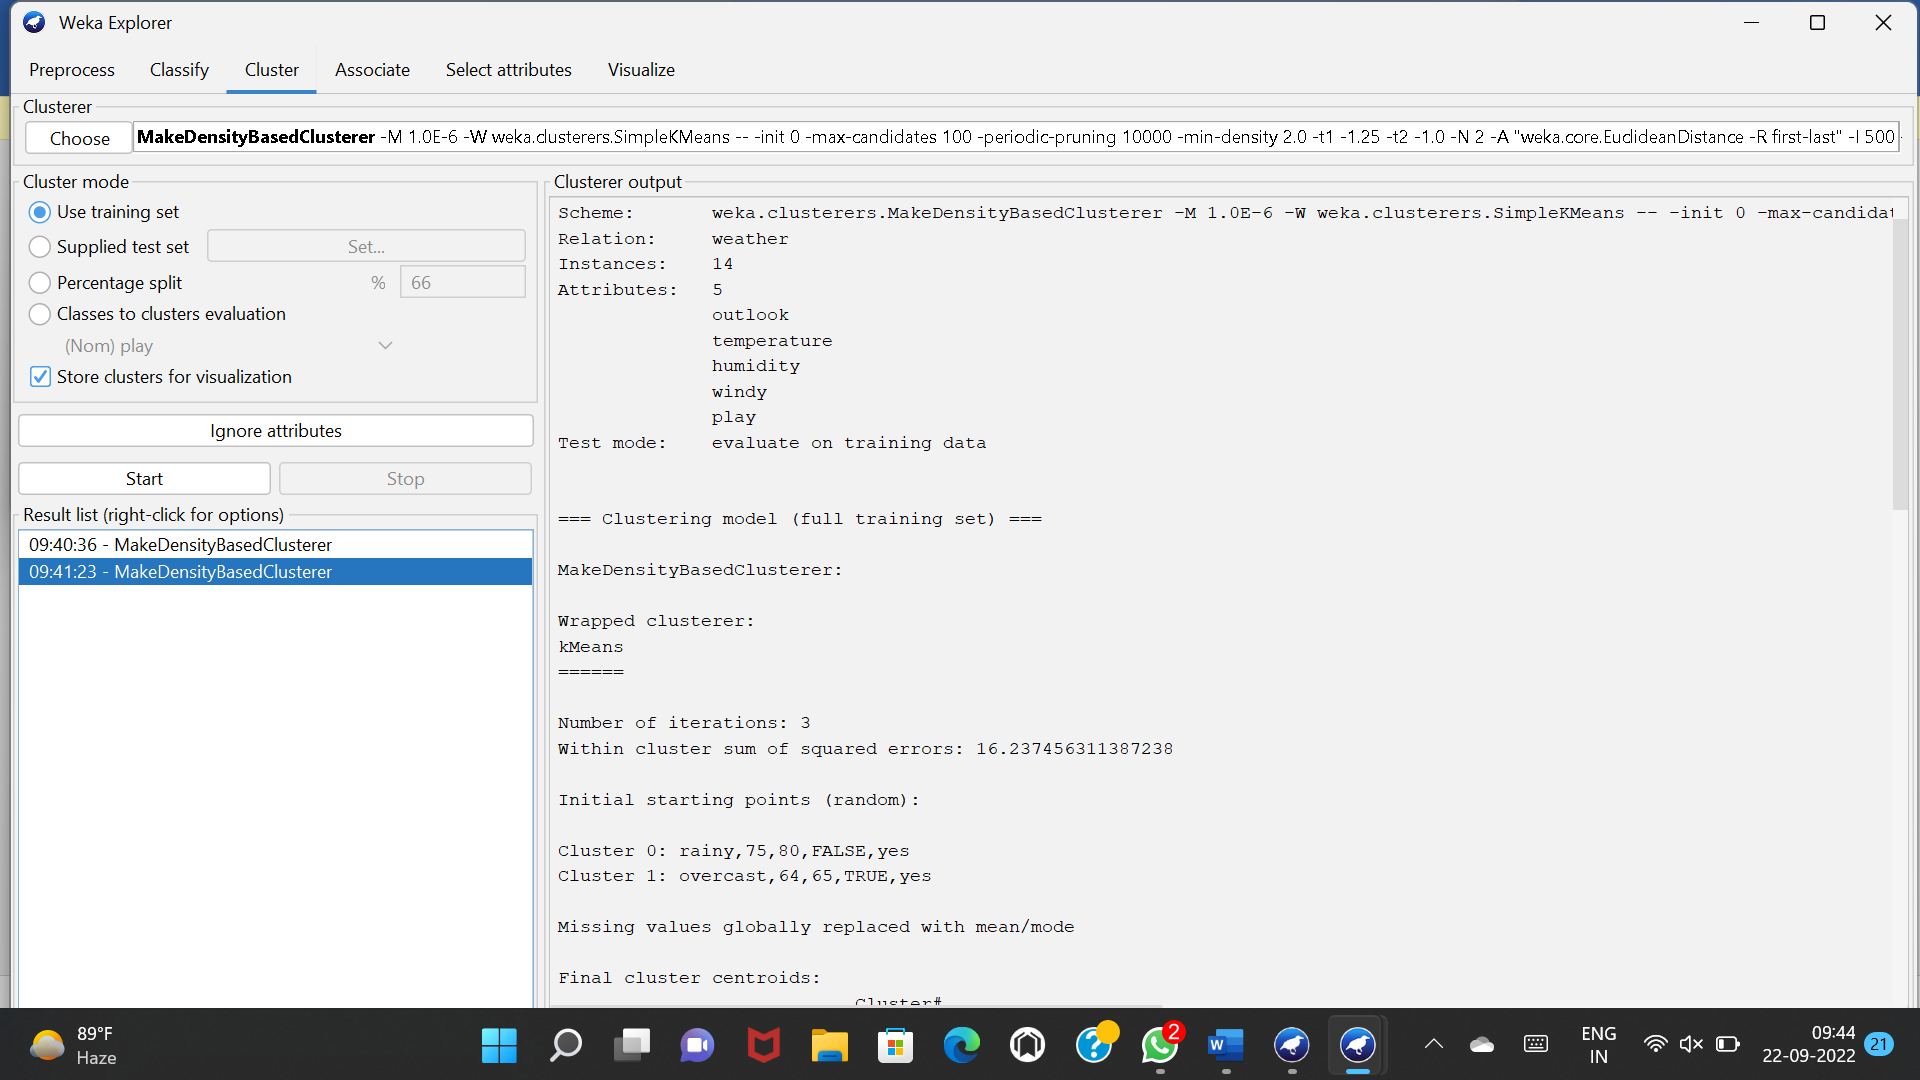 Weka Explorer
Preprocess Classify Cluster Associate Select attributes Visualize
Clusterer
Choose MakeDensityBasedClusterer -M 1.0E-6 -W weka.clusterers.SimpleKMeans -- -init 0 -max-candidates 100 -periodic-pruning 10000 -min-density 2.0 -t1 -1.25 -t2 -1.0 -N 2 -A "weka.core.EuclideanDistance -R first-last" -I 500
Cluster mode
Use training set
Supplied test set Set...
Percentage split % 66
Classes to clusters evaluation
(Nom) play
Store clusters for visualization
Ignore attributes
Start Stop
Result list (right-click for options)
09:40:36 - MakeDensityBasedClusterer
09:41:23 - MakeDensityBasedClusterer
Clusterer output
Scheme: weka.clusterers.MakeDensityBasedClusterer -M 1.0E-6 -W weka.clusterers.SimpleKMeans -- -init 0 -max-candidat
Relation: weather
Instances: 14
Attributes: 5
outlook
temperature
humidity
windy
play
Test mode: evaluate on training data
=== Clustering model (full training set) ===
MakeDensityBasedClusterer:
Wrapped clusterer:
kMeans
======
Number of iterations: 3
Within cluster sum of squared errors: 16.237456311387238
Initial starting points (random):
Cluster 0: rainy,75,80,FALSE,yes
Cluster 1: overcast,64,65,TRUE,yes
Missing values globally replaced with mean/mode
Final cluster centroids:
Cluster#
89°F
Haze
2
ENG
IN
09:44
22-09-2022
21